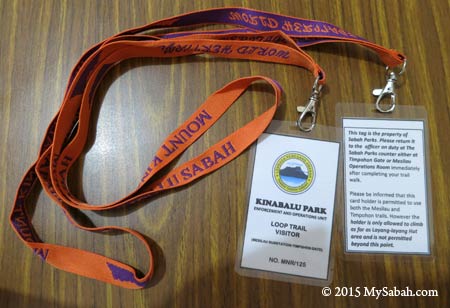 WORLD HERITAGE
MOUNT K
SABAH
KINABALU PARK
ENFORCEMENT AND OPERATIONS UNIT
LOOP TRAIL
VISITOR
(MESILAU SUBSTATION-TIMPOHON GATE)
NO. MNR/125
This tag is the property of
Sabah Parks. Please return it
to the officer on duty at The
Sabah Parks counter either at
Timpohon Gate or Mesilau
Operations Room immediately
after completing your trail
walk.
Please be informed that this
card holder is permitted to use
both the Mesilau and
Timpohon trails. However the
holder is only allowed to climb
as far as Layang-layang Hut
area and is not permitted
beyond this point.
© 2015 MySabah.com